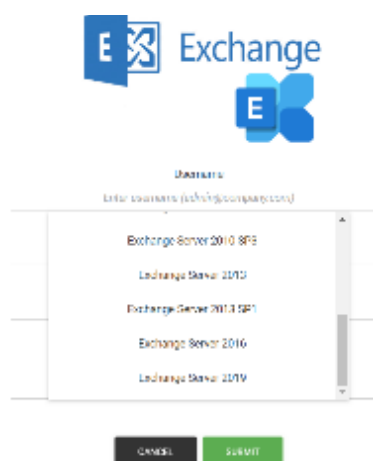 E Exchange
E
Username
Enter username (admin@company.com)
Exchange Server 2010 SP3
Exchange Server 2013
Exchange Server 2013 SP1
Exchange Server 2016
Exchange Server 2019
CANCEL SUBMIT